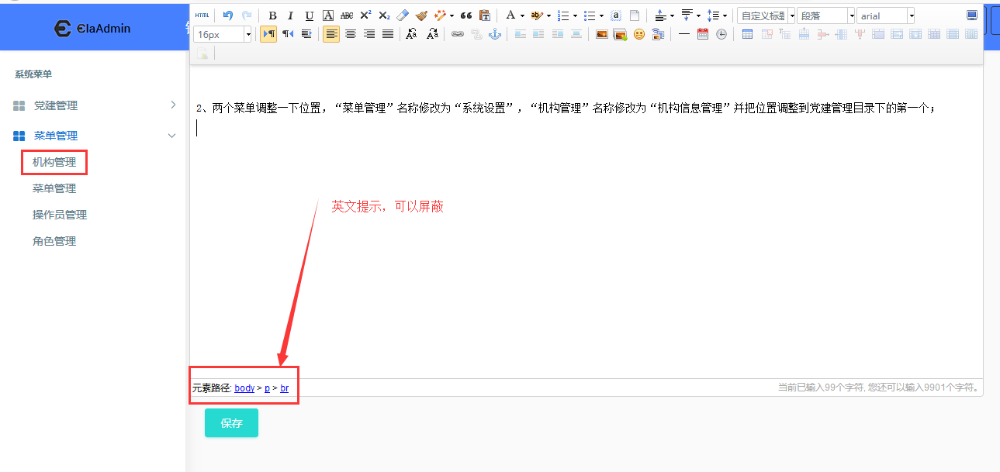 ЄlaAdmin
HTML
B I U A ABC X² X₂
A ab
自定义标题 段落 arial
16px
系统菜单
党建管理
菜单管理
机构管理
菜单管理
操作员管理
角色管理
2、两个菜单调整一下位置，“菜单管理”名称修改为“系统设置”，“机构管理”名称修改为“机构信息管理”并把位置调整到党建管理目录下的第一个；
英文提示，可以屏蔽
元素路径: body > p > br
当前已输入99个字符, 您还可以输入9901个字符。
保存